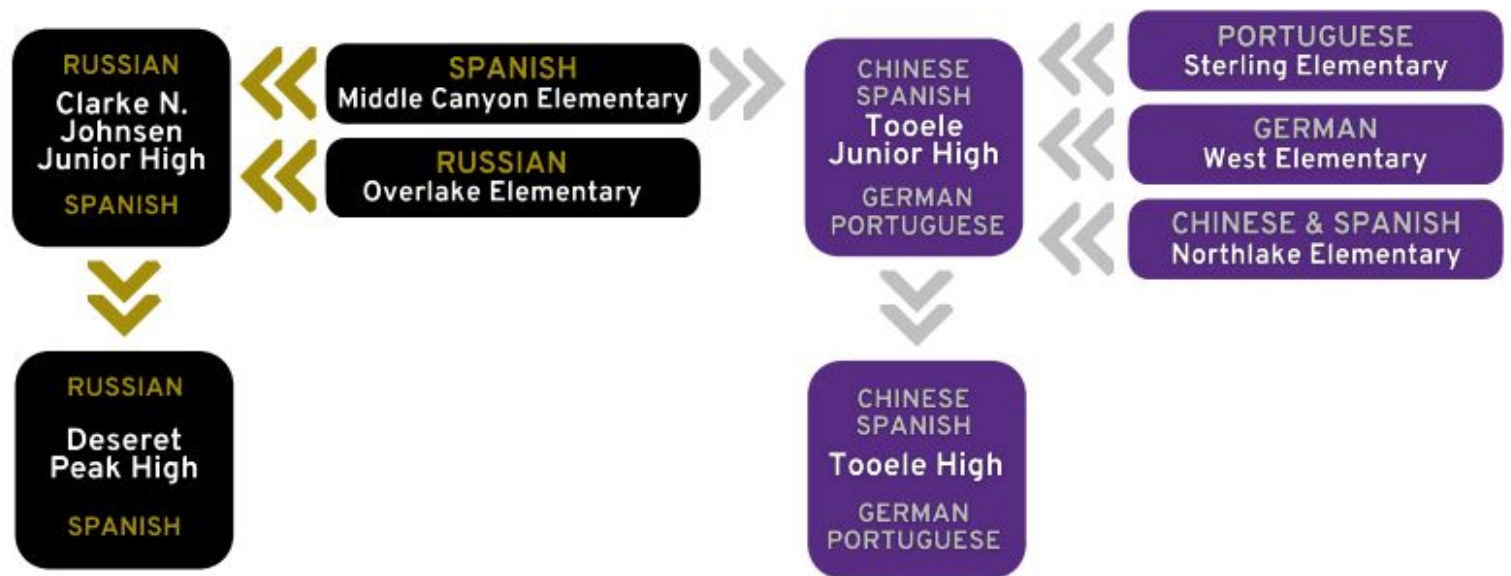 RUSSIAN
Clarke N.
Johnsen
Junior High
SPANISH
SPANISH
Middle Canyon Elementary
RUSSIAN
Overlake Elementary
CHINESE
SPANISH
Tooele
Junior High
GERMAN
PORTUGUESE
PORTUGUESE
Sterling Elementary
GERMAN
West Elementary
CHINESE & SPANISH
Northlake Elementary
RUSSIAN
Deseret
Peak High
SPANISH
CHINESE
SPANISH
Tooele High
GERMAN
PORTUGUESE